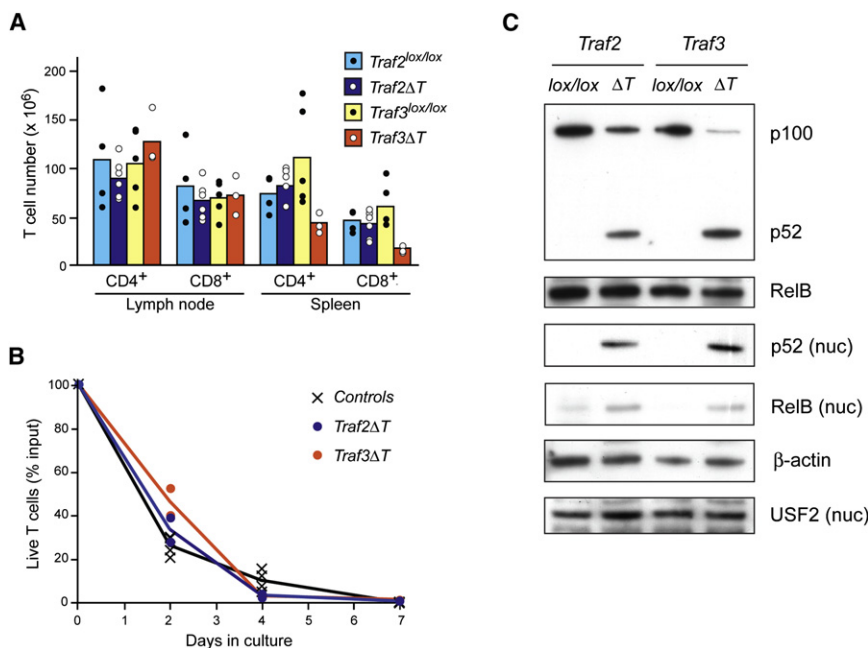 A
T cell number (x 10⁶)
200
150
100
50
0
CD4⁺
CD8⁺
CD4⁺
CD8⁺
Lymph node
Spleen
Traf2lox/lox
Traf2ΔT
Traf3lox/lox
Traf3ΔT
B
Live T cells (% input)
100
80
60
40
20
0
0 1 2 3 4 5 6 7
Days in culture
Controls
Traf2ΔT
Traf3ΔT
C
Traf2 Traf3
lox/lox ΔT lox/lox ΔT
p100
p52
RelB
p52 (nuc)
RelB (nuc)
β-actin
USF2 (nuc)